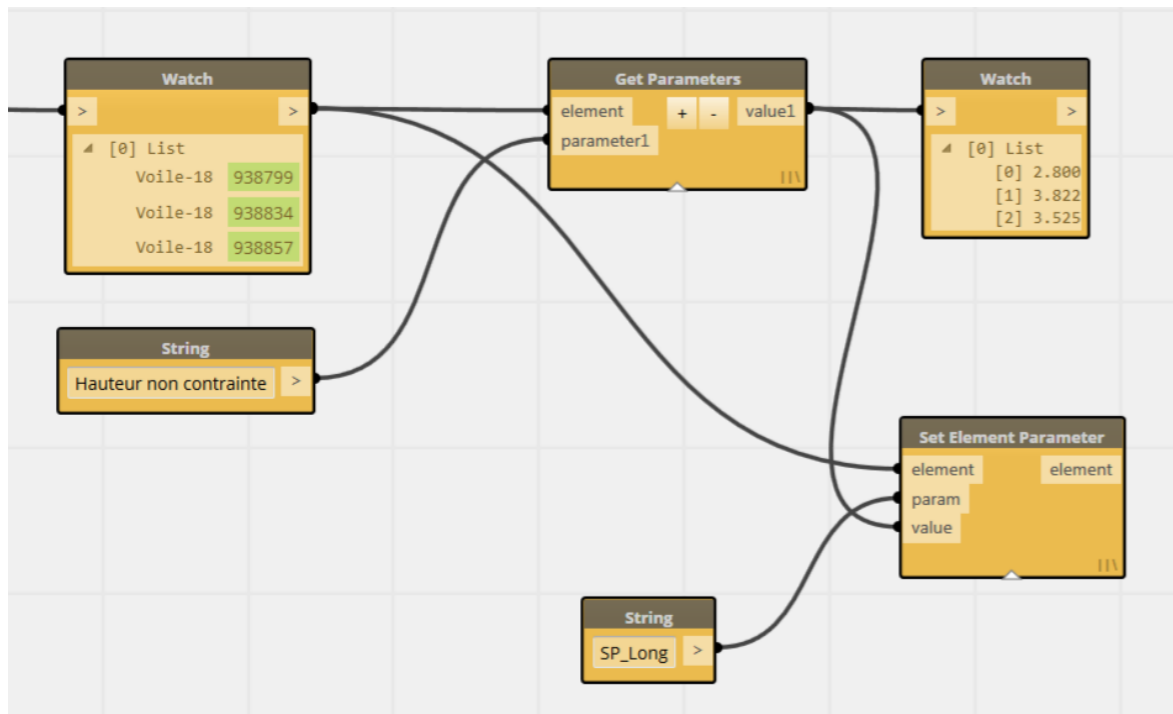 Watch
>
>
[0] List
Voile-18 938799
Voile-18 938834
Voile-18 938857
Get Parameters
element + - value1
parameter1
Watch
>
>
[0] List
[0] 2.800
[1] 3.822
[2] 3.525
String
Hauteur non contrainte >
Set Element Parameter
element element
param
value
String
SP_Long >